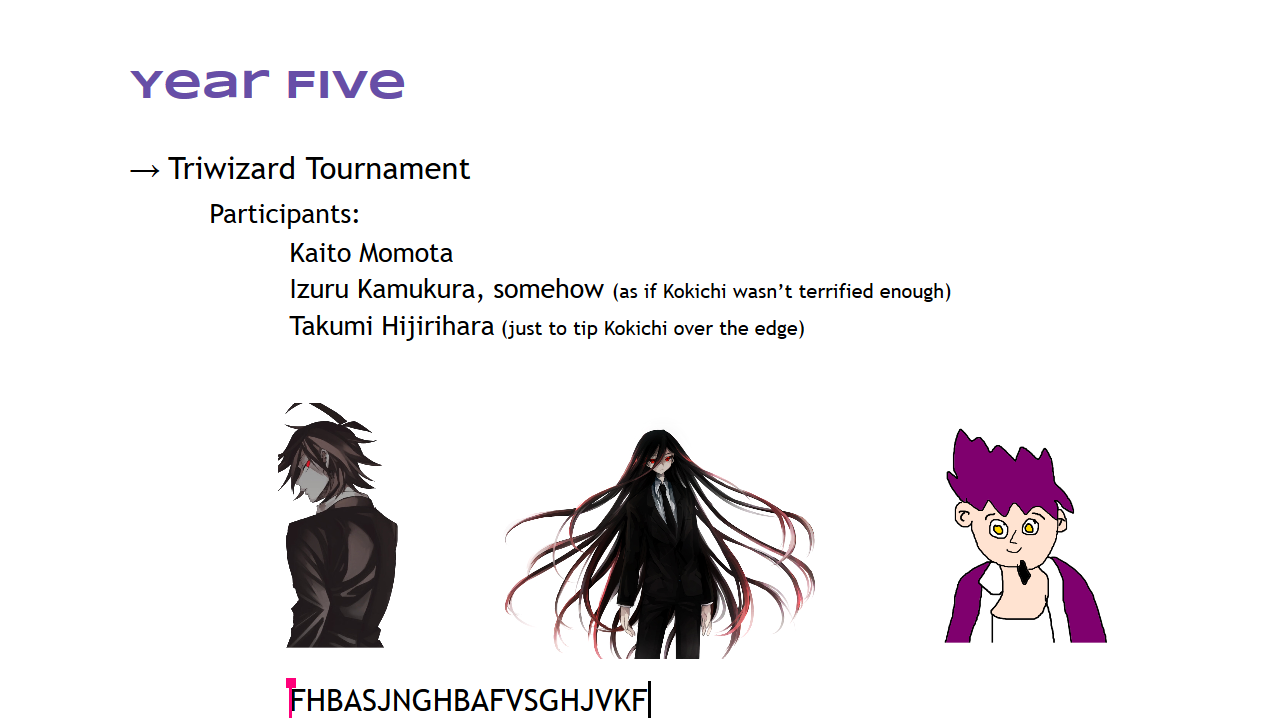 Year Five
→ Triwizard Tournament
Participants:
Kaito Momota
Izuru Kamukura, somehow (as if Kokichi wasn’t terrified enough)
Takumi Hijirihara (just to tip Kokichi over the edge)
FHBASJNGHBAFVSGHJVKF